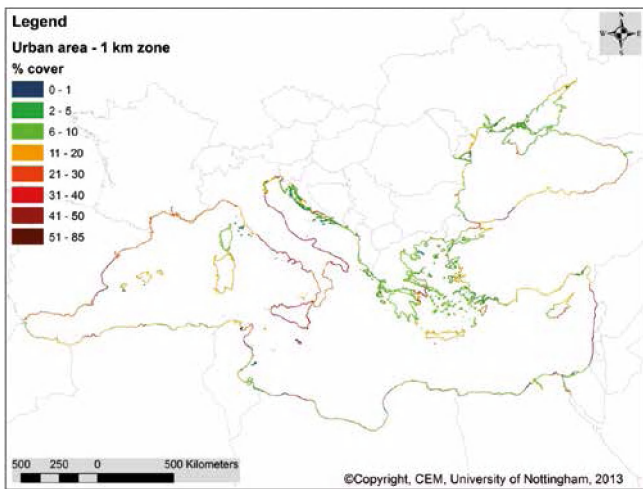 Legend
Urban area - 1 km zone
% cover
0 - 1
2 - 5
6 - 10
11 - 20
21 - 30
31 - 40
41 - 50
51 - 85
N
W E
S
500 250 0 500 Kilometers
©Copyright, CEM, University of Nottingham, 2013